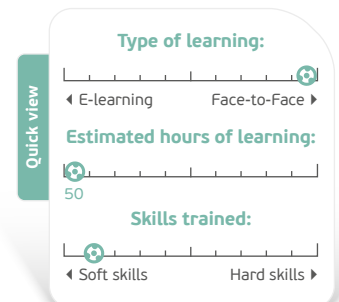 Quick view
Type of learning:
◂ E-learning Face-to-Face ▸
Estimated hours of learning:
50
Skills trained:
◂ Soft skills Hard skills ▸